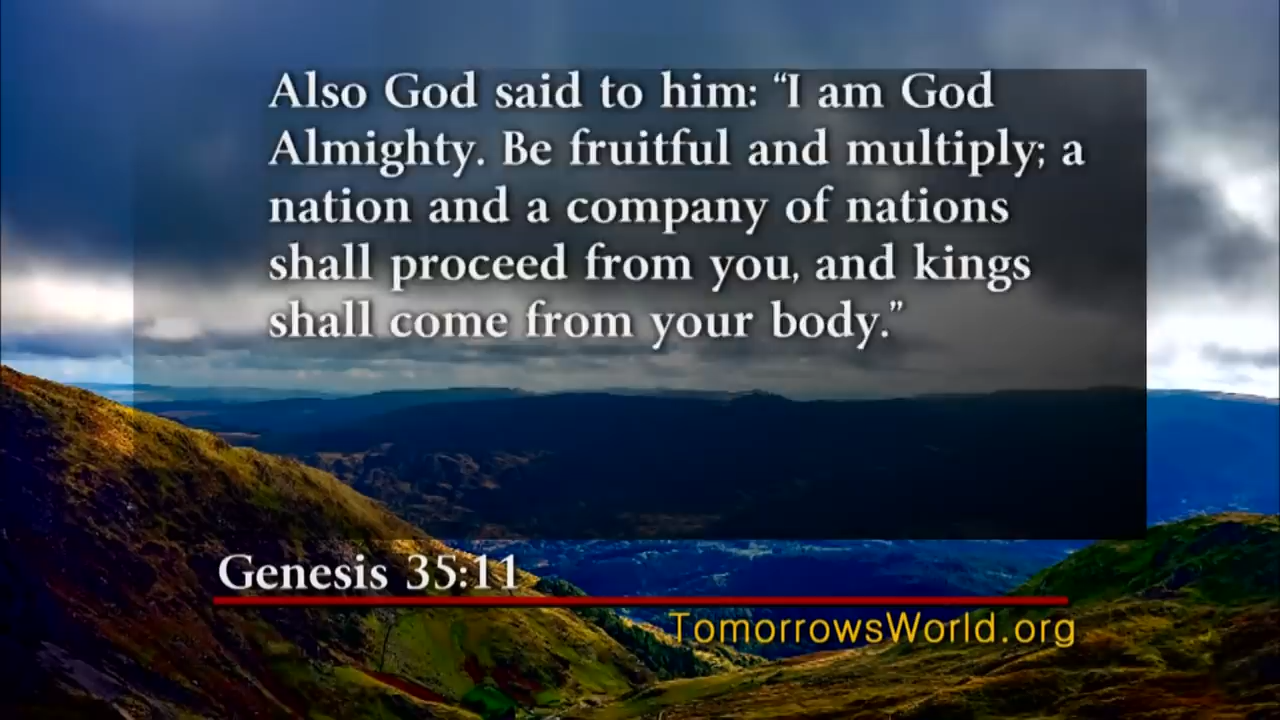 Also God said to him: “I am God
Almighty. Be fruitful and multiply; a
nation and a company of nations
shall proceed from you, and kings
shall come from your body.”
Genesis 35:11
TomorrowsWorld.org